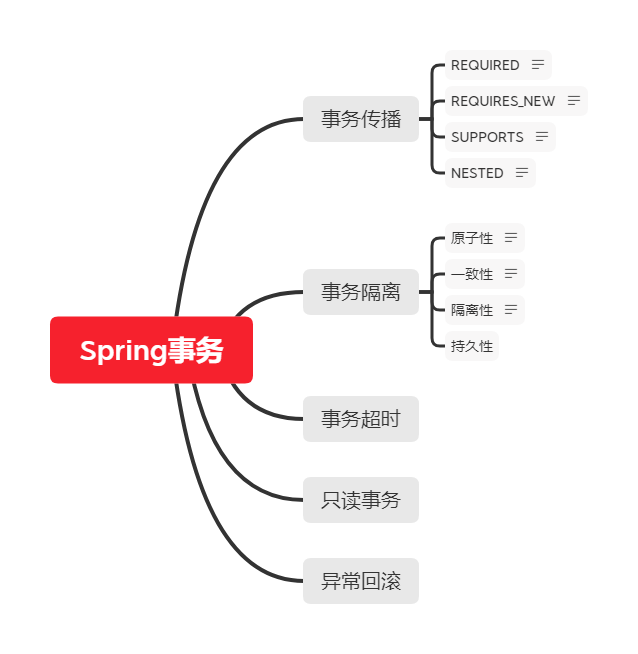 Spring事务
事务传播
REQUIRED
REQUIRES_NEW
SUPPORTS
NESTED
事务隔离
原子性
一致性
隔离性
持久性
事务超时
只读事务
异常回滚